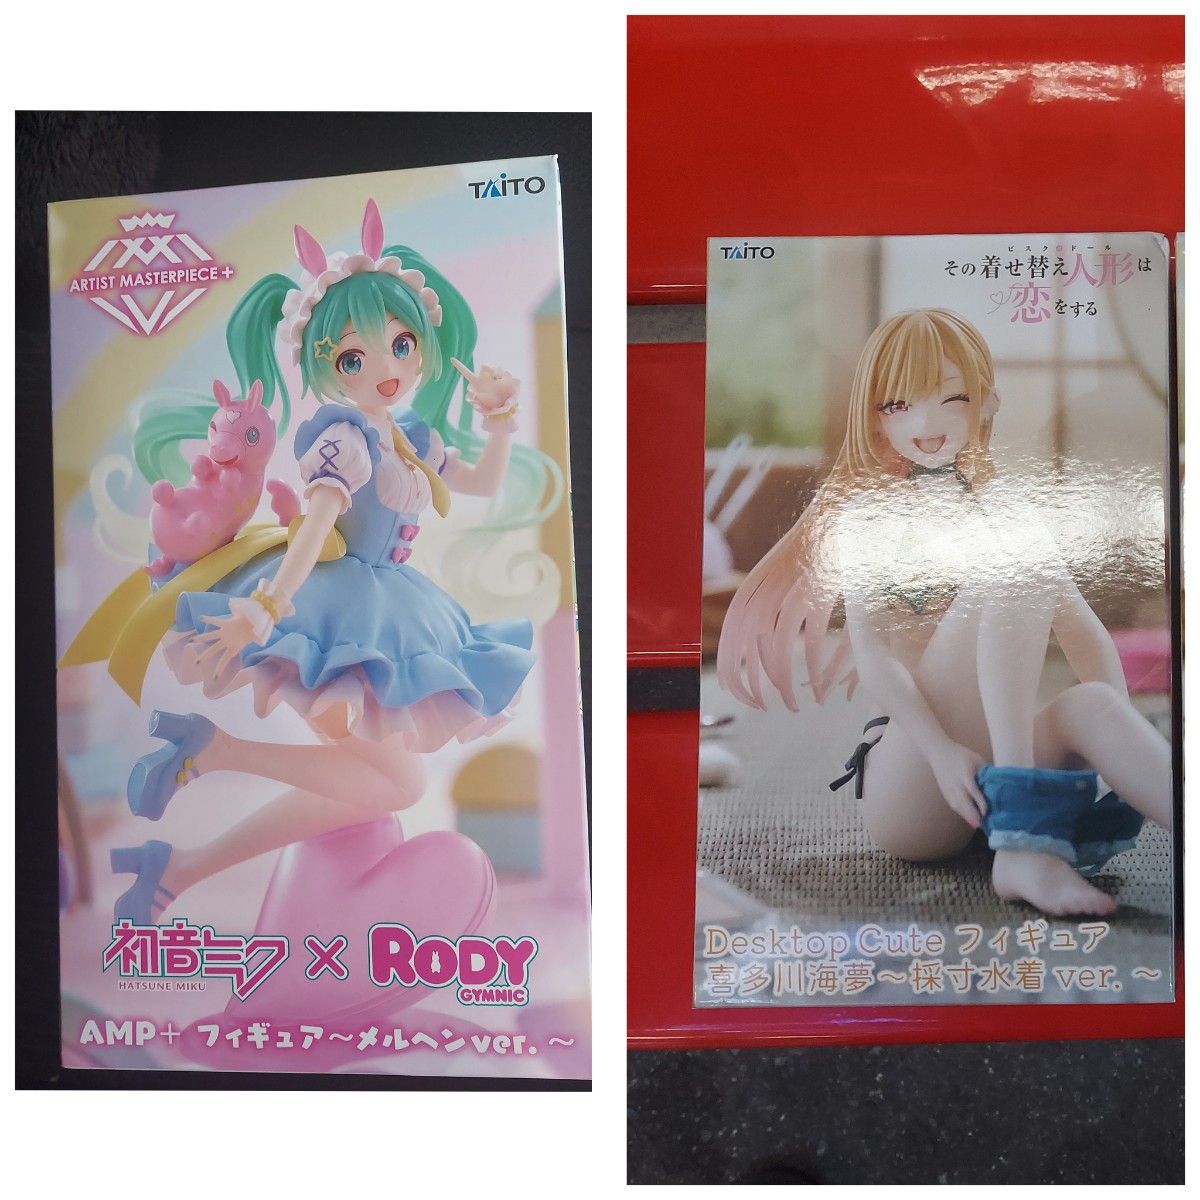 TAITO
ARTIST MASTERPIECE +
初音ミク × RODY
HATSUNE MIKU
GYMNIC
AMP+ フィギュア～メルヘンver.～
TAITO
ビスク・ドール
その着せ替え人形は
恋をする
Desktop Cute フィギュア
喜多川海夢～採寸水着 ver.～